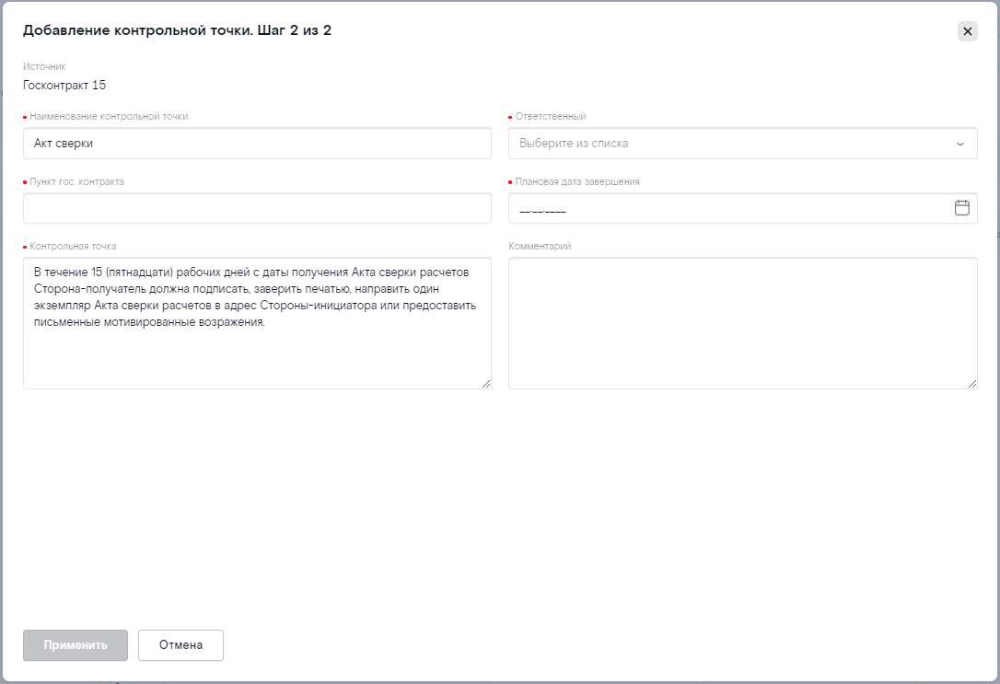 Добавление контрольной точки. Шаг 2 из 2
Источник
Госконтракт 15
Наименование контрольной точки
Акт сверки
Ответственный
Выберите из списка
Пункт гос. контракта
Плановая дата завершения
__.__.____
Контрольная точка
В течение 15 (пятнадцати) рабочих дней с даты получения Акта сверки расчетов
Сторона-получатель должна подписать, заверить печатью, направить один
экземпляр Акта сверки расчетов в адрес Стороны-инициатора или предоставить
письменные мотивированные возражения.
Комментарий
Применить
Отмена